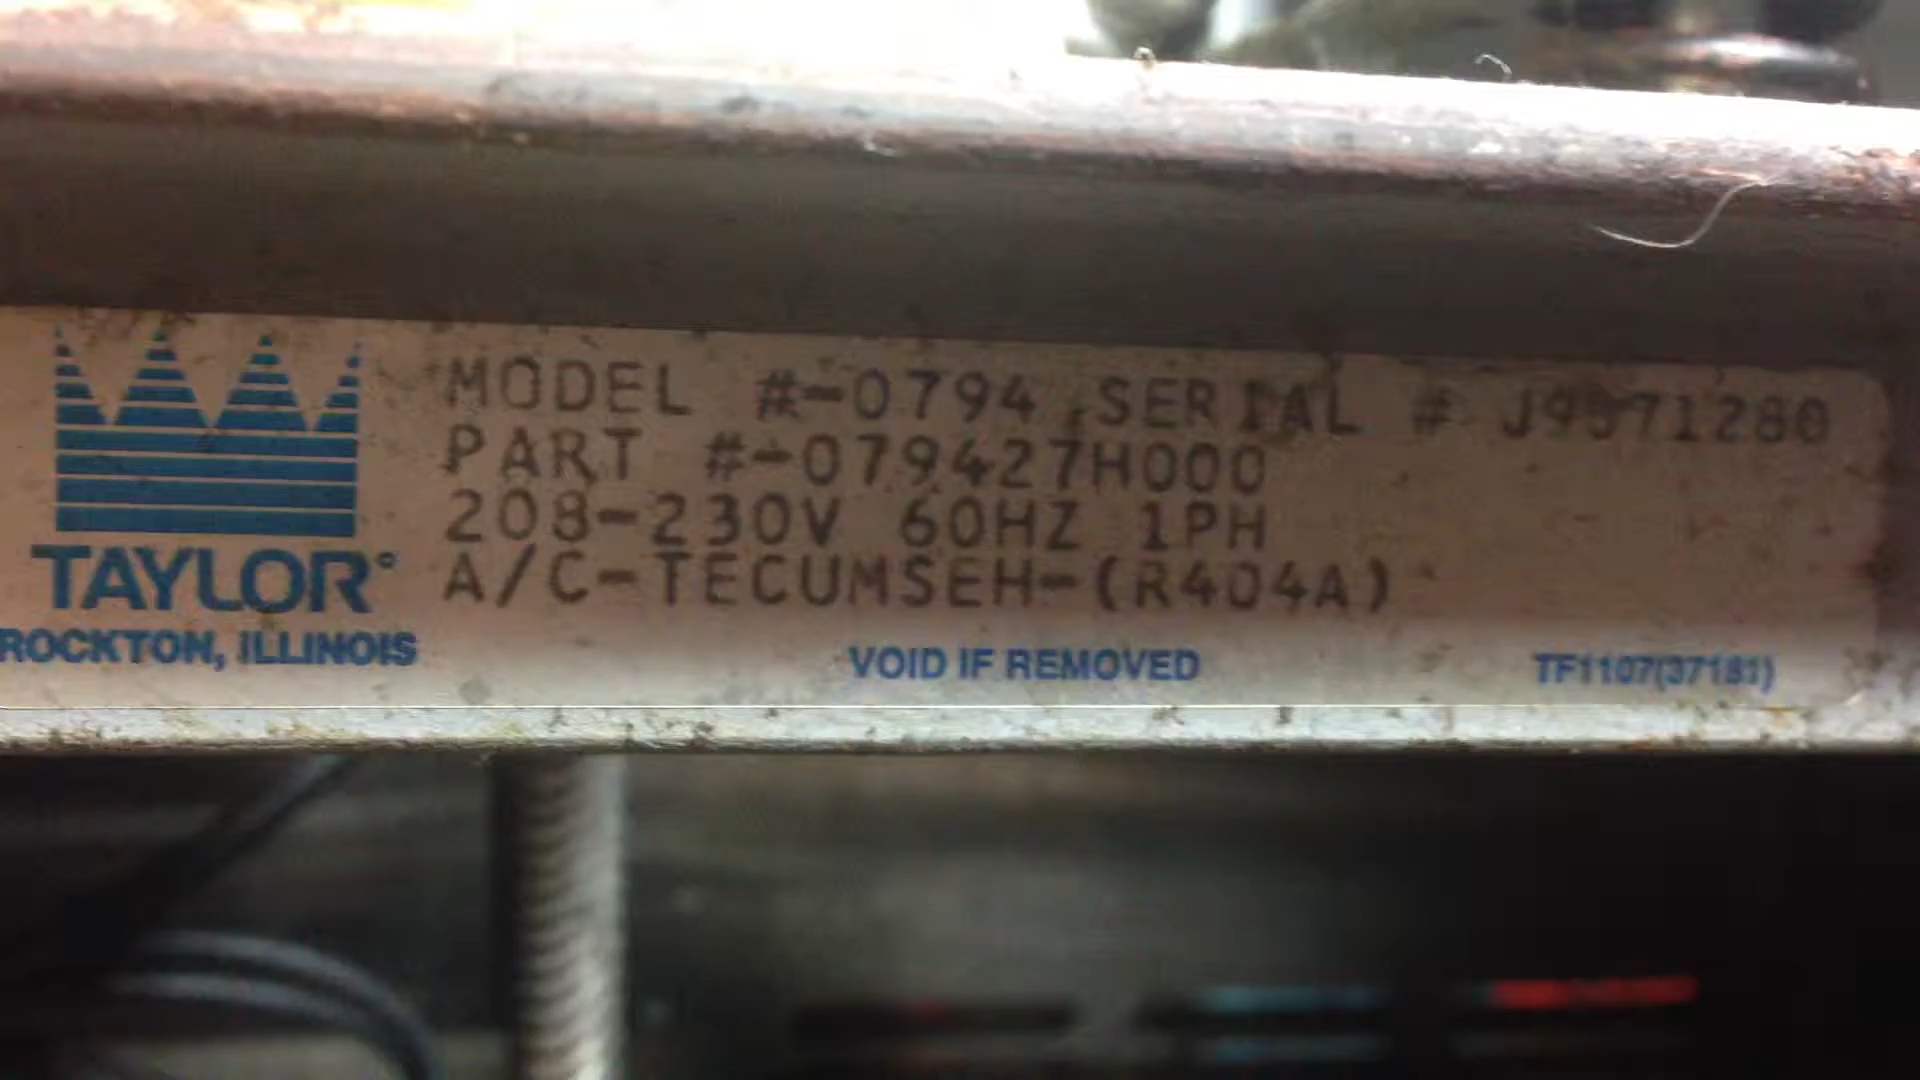 MODEL #-0794 SERIAL #
PART #-079427H000
208-230V 60HZ 1PH
A/C-TECUMSEH-(R404A)
TAYLOR®
ROCKTON, ILLINOIS
VOID IF REMOVED
TF1107(37181)